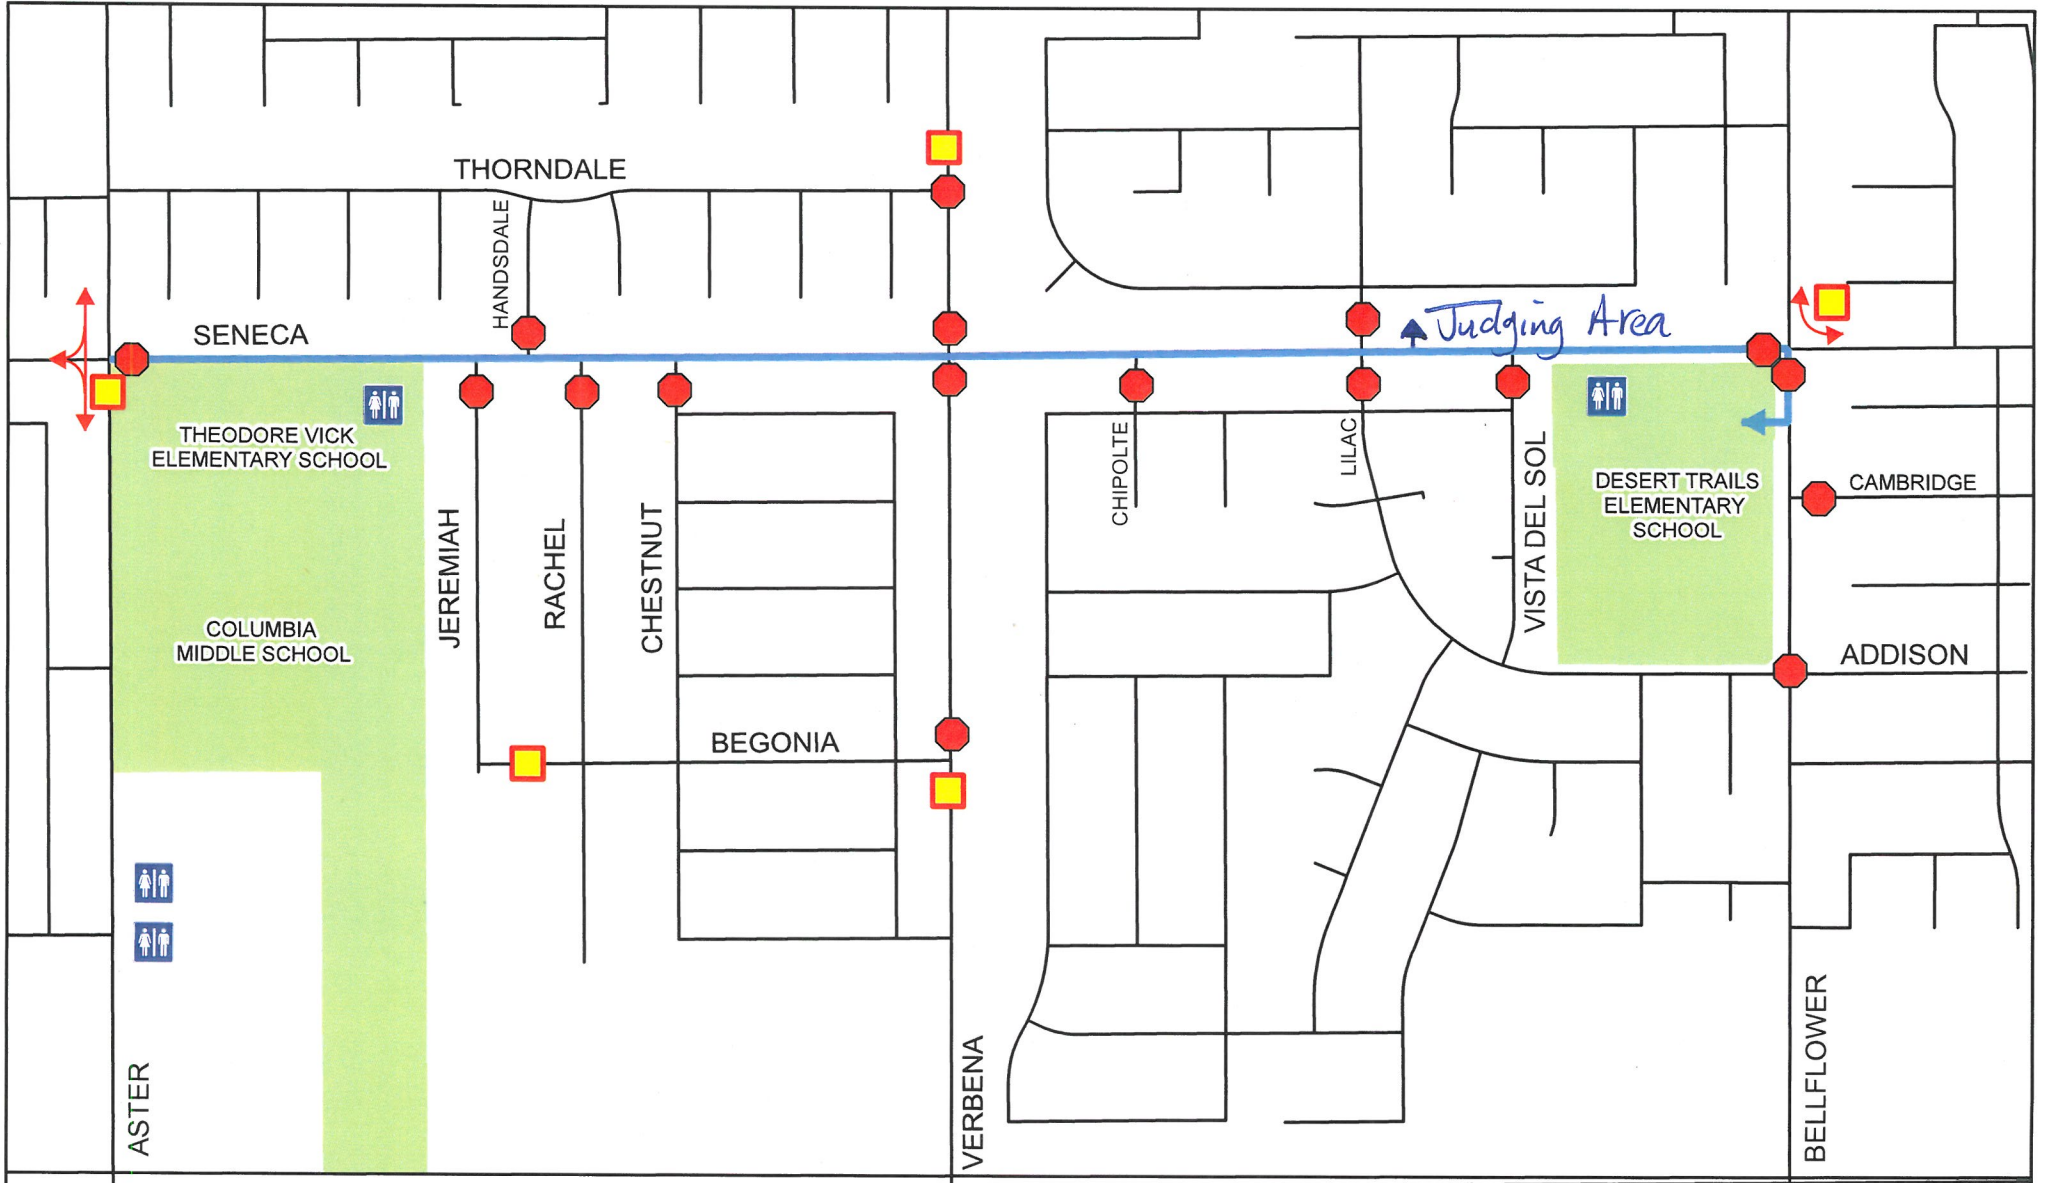 THORNDALE
HANDSDALE
SENECA
Judging Area
THEODORE VICK
ELEMENTARY SCHOOL
COLUMBIA
MIDDLE SCHOOL
JEREMIAH
RACHEL
CHESTNUT
BEGONIA
CHIPOLTE
LILAC
VISTA DEL SOL
DESERT TRAILS
ELEMENTARY
SCHOOL
CAMBRIDGE
ADDISON
ASTER
VERBENA
BELLFLOWER